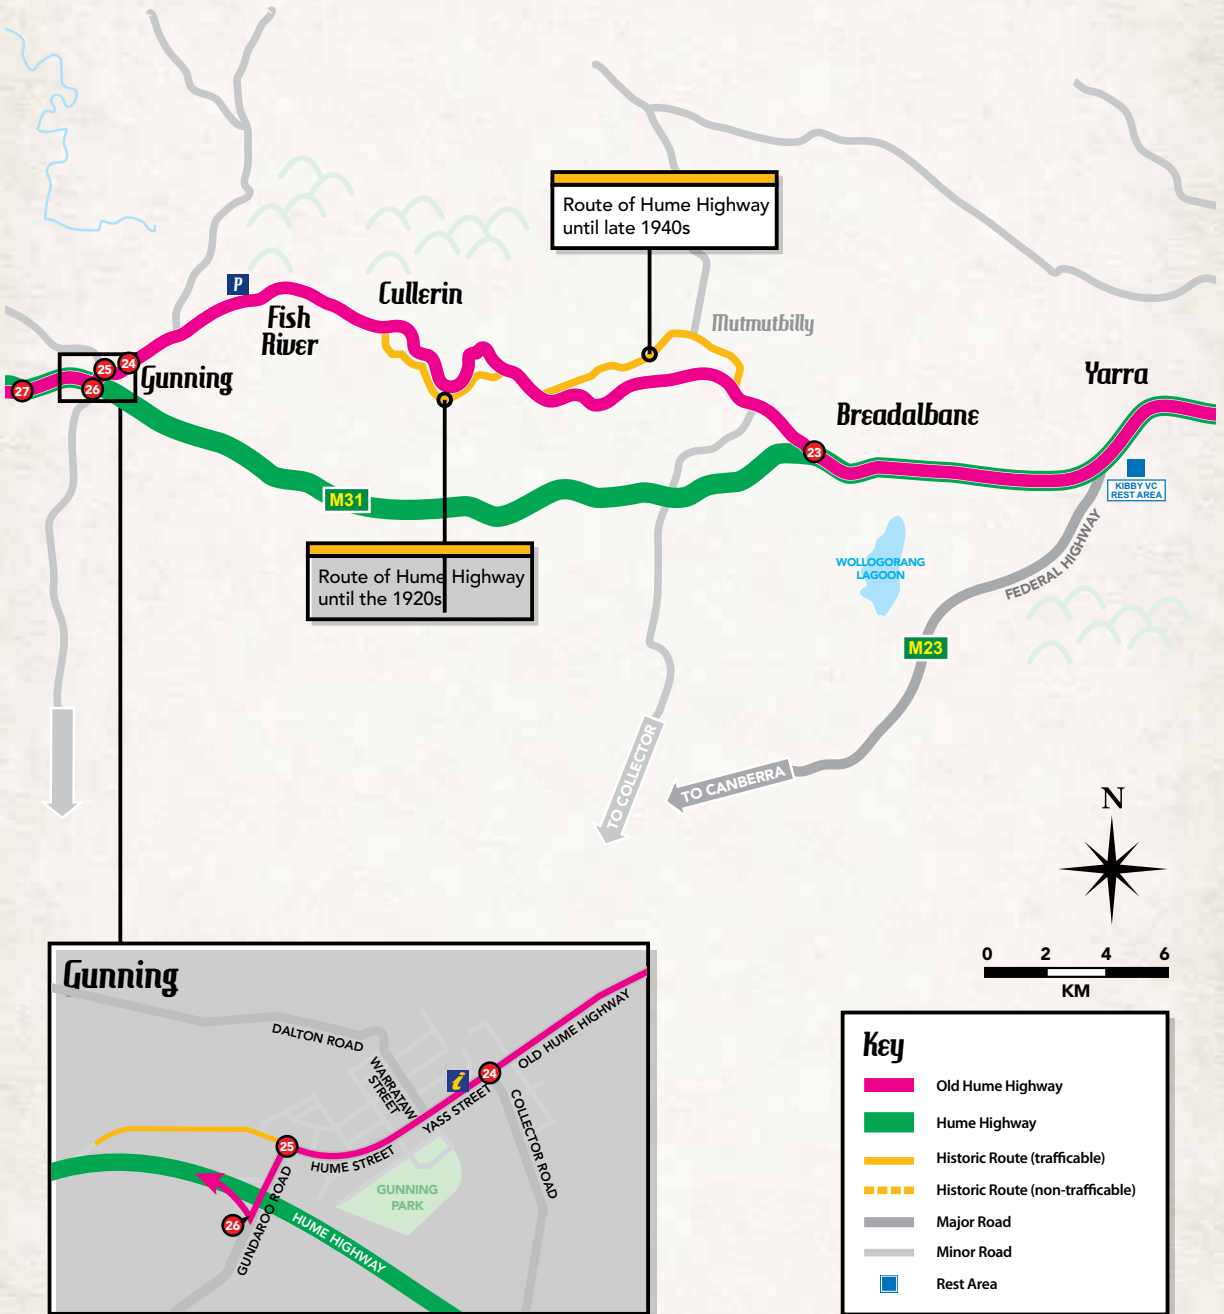 Route of Hume Highway
until late 1940s
P
Cullerin
Fish
River
Mutmutbilly
Yarra
25
24
Gunning
27
26
Breadalbane
23
M31
KIBBY VC
REST AREA
Route of Hume Highway
until the 1920s
WOLLOGORANG
LAGOON
FEDERAL HIGHWAY
M23
TO COLLECTOR
TO CANBERRA
N
0 2 4 6
KM
Gunning
DALTON ROAD
WARRATAW
STREET
OLD HUME HIGHWAY
24
i
YASS STREET
COLLECTOR ROAD
25
HUME STREET
GUNNING
PARK
26
GUNDAROO ROAD
HUME HIGHWAY
Key
Old Hume Highway
Hume Highway
Historic Route (trafficable)
Historic Route (non-trafficable)
Major Road
Minor Road
Rest Area